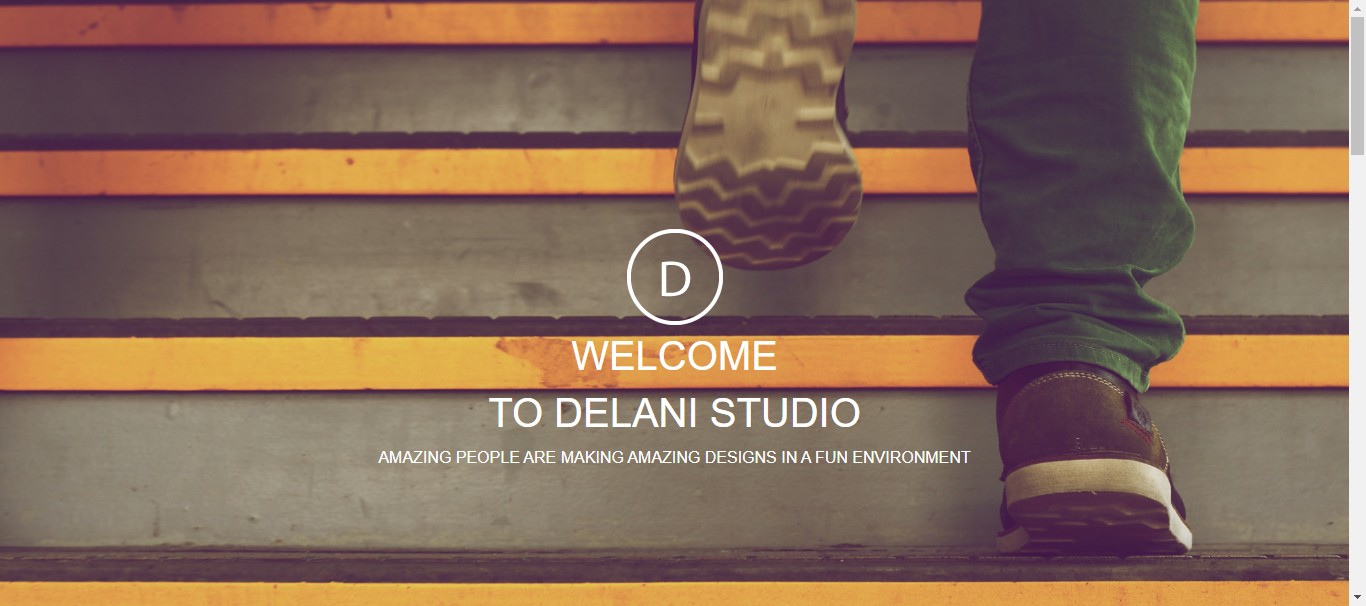 D
WELCOME
TO DELANI STUDIO
AMAZING PEOPLE ARE MAKING AMAZING DESIGNS IN A FUN ENVIRONMENT